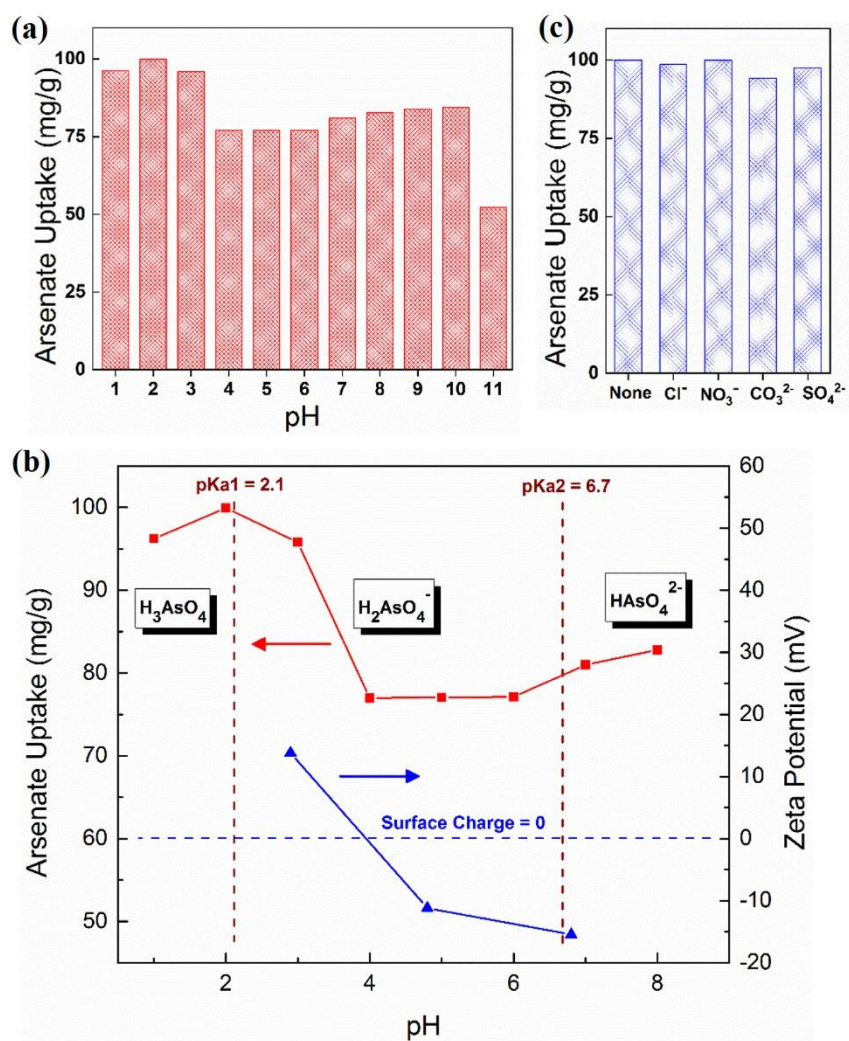 (a)
Arsenate Uptake (mg/g)
100
75
50
25
0
1 2 3 4 5 6 7 8 9 10 11
pH
(c)
Arsenate Uptake (mg/g)
100
75
50
25
0
None Cl⁻ NO₃⁻ CO₃²⁻ SO₄²⁻
(b)
pKa1 = 2.1
pKa2 = 6.7
Arsenate Uptake (mg/g)
100
90
80
70
60
50
H₃AsO₄
H₂AsO₄⁻
HAsO₄²⁻
Surface Charge = 0
60
50
40
30
20
10
0
-10
-20
Zeta Potential (mV)
2 4 6 8
pH